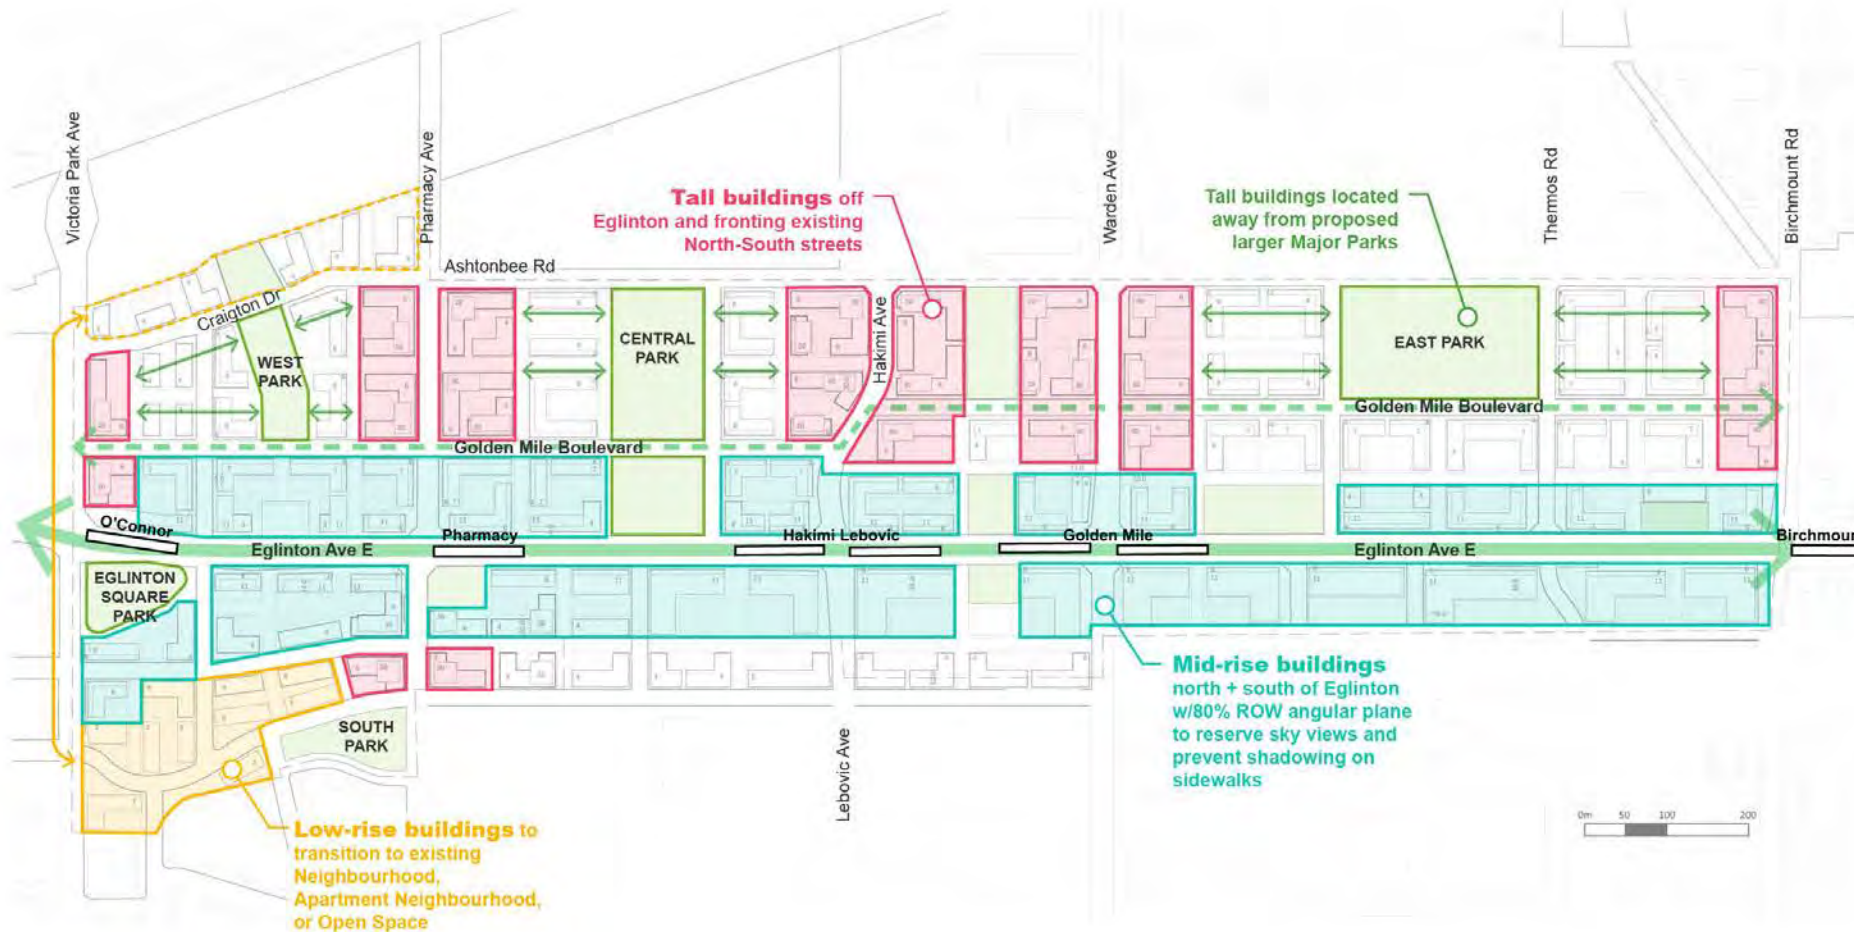 Victoria Park Ave
Pharmacy Ave
Warden Ave
Thermos Rd
Birchmount Rd
Tall buildings off
Eglinton and fronting existing
North-South streets
Tall buildings located
away from proposed
larger Major Parks
Ashtonbee Rd
Craigton Dr
Hakimi Ave
WEST
PARK
CENTRAL
PARK
EAST PARK
Golden Mile Boulevard
Golden Mile Boulevard
O'Connor
Pharmacy
Hakimi Lebovic
Golden Mile
Birchmount
Eglinton Ave E
Eglinton Ave E
EGLINTON
SQUARE
PARK
SOUTH
PARK
Lebovic Ave
Mid-rise buildings
north + south of Eglinton
w/80% ROW angular plane
to reserve sky views and
prevent shadowing on
sidewalks
Low-rise buildings to
transition to existing
Neighbourhood,
Apartment Neighbourhood,
or Open Space
0m 50 100 200